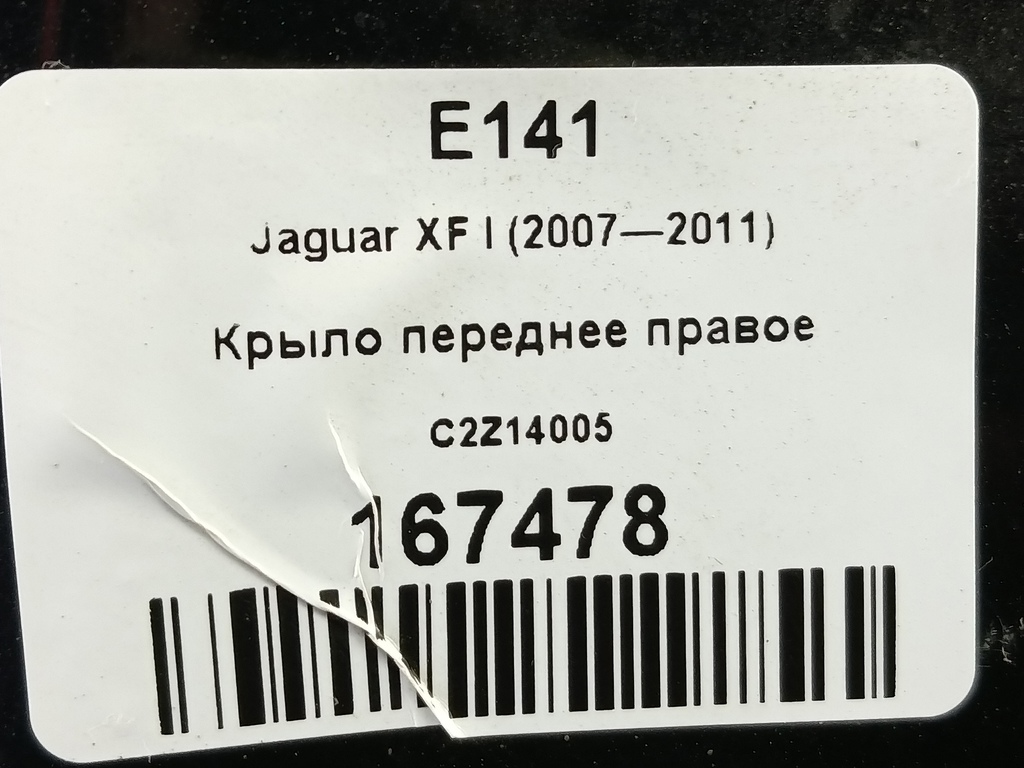 E141
Jaguar XF I (2007—2011)
Крыло переднее правое
C2Z14005
167478